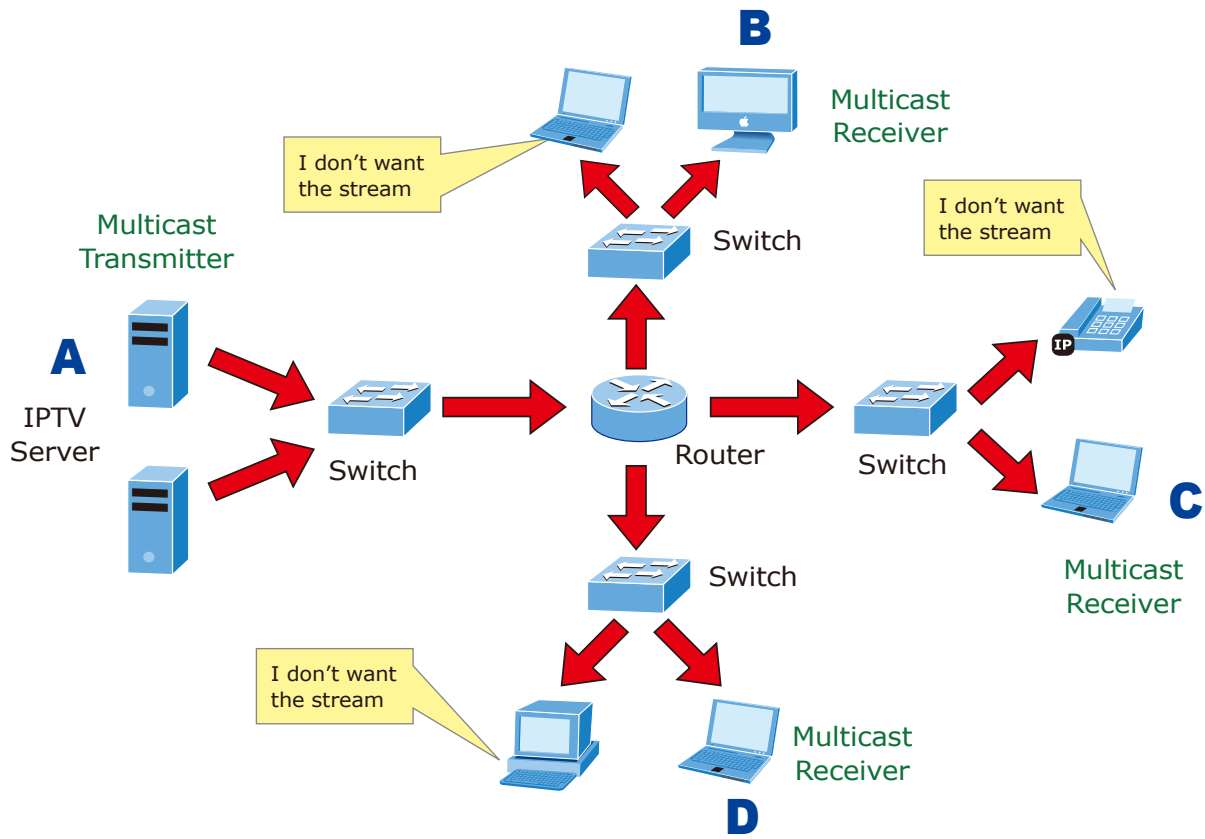 B
Multicast
Receiver
I don’t want
the stream
I don’t want
the stream
Multicast
Transmitter
Switch
A
IPTV
Server
IP
Switch
Router
Switch
C
Switch
Multicast
Receiver
I don’t want
the stream
Multicast
Receiver
D